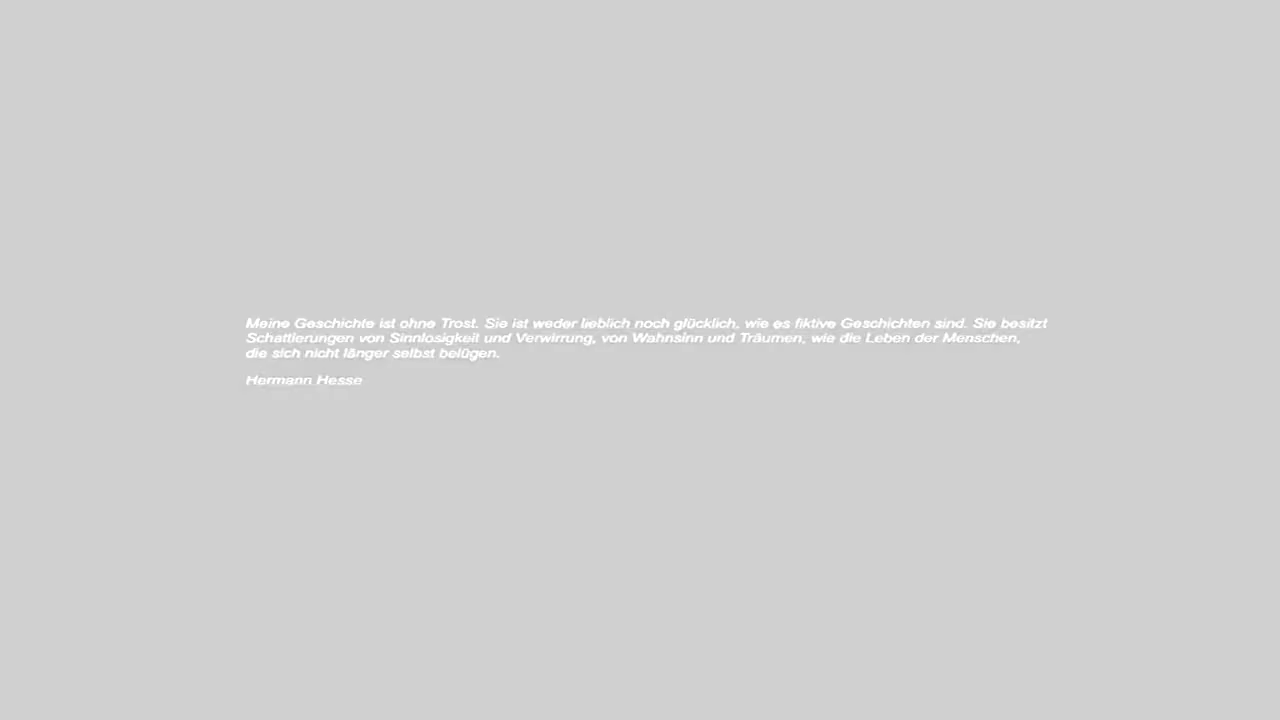 Meine Geschichte ist ohne Trost. Sie ist weder lieblich noch glücklich, wie es fiktive Geschichten sind. Sie besitzt
Schattierungen von Sinnlosigkeit und Verwirrung, von Wahnsinn und Träumen, wie die Leben der Menschen,
die sich nicht länger selbst belügen.
Hermann Hesse